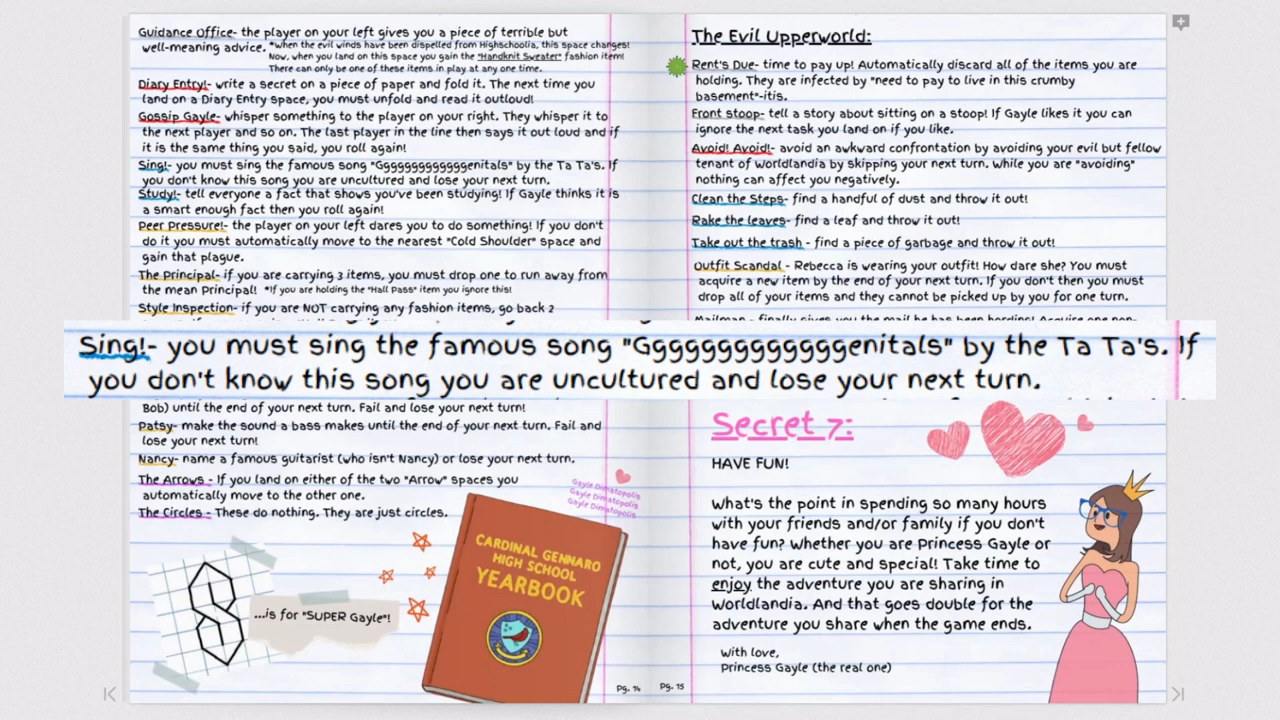 Guidance Office- the player on your left gives you a piece of terrible but
well-meaning advice. *When the evil winds have been dispelled from Highschoolia, this space changes!
Now, when you land on this space you gain the "Handknit Sweater" fashion item!
There can only be one of these items in play at any one time.
Diary Entry!- write a secret on a piece of paper and fold it. The next time you
land on a Diary Entry space, you must unfold and read it outloud!
Gossip Gayle- whisper something to the player on your right. They whisper it to
the next player and so on. The last player in the line then says it out loud and if
it is the same thing you said, you roll again!
Sing!- you must sing the famous song "Gggggggggggggenitals" by the Ta Ta's. If
you don't know this song you are uncultured and lose your next turn.
Study!- tell everyone a fact that shows you've been studying! If Gayle thinks it is
a smart enough fact then you roll again!
Peer Pressure!- the player on your left dares you to do something! If you don't
do it you must automatically move to the nearest "Cold Shoulder" space and
gain that plague.
The Principal- if you are carrying 3 items, you must drop one to run away from
the mean Principal! *If you are holding the "Hall Pass" item you ignore this!
Style Inspection- if you are NOT carrying any fashion items, go back 2
Sing!- you must sing the famous song "Gggggggggggggenitals" by the Ta Ta's. If
you don't know this song you are uncultured and lose your next turn.
Bob) until the end of your next turn. Fail and lose your next turn!
Patsy- make the sound a bass makes until the end of your next turn. Fail and
lose your next turn!
Nancy- name a famous guitarist (who isn't Nancy) or lose your next turn.
The Arrows - If you land on either of the two "Arrow" spaces you
automatically move to the other one.
The Circles - These do nothing. They are just circles.
Gayle Dimatopolis
Gayle Dimatopolis
Gayle Dimatopolis
...is for "SUPER Gayle"!
CARDINAL GENNARO
HIGH SCHOOL
YEARBOOK
Pg. 14
The Evil Upperworld:
Rent's Due- time to pay up! Automatically discard all of the items you are
holding. They are infected by "need to pay to live in this crumby
basement"-itis.
Front stoop- tell a story about sitting on a stoop! If Gayle likes it you can
ignore the next task you land on if you like.
Avoid! Avoid!- avoid an awkward confrontation by avoiding your evil but fellow
tenant of Worldlandia by skipping your next turn. While you are "avoiding"
nothing can affect you negatively.
Clean the Steps- find a handful of dust and throw it out!
Rake the leaves- find a leaf and throw it out!
Take out the trash - find a piece of garbage and throw it out!
Outfit Scandal - Rebecca is wearing your outfit! How dare she? You must
acquire a new item by the end of your next turn. If you don't then you must
drop all of your items and they cannot be picked up by you for one turn.
Mailman - finally gives you the mail he has been hording! Acquire one non-
Secret 7:
HAVE FUN!
What's the point in spending so many hours
with your friends and/or family if you don't
have fun? Whether you are Princess Gayle or
not, you are cute and special! Take time to
enjoy the adventure you are sharing in
Worldlandia. And that goes double for the
adventure you share when the game ends.
With love,
Princess Gayle (the real one)
Pg. 15